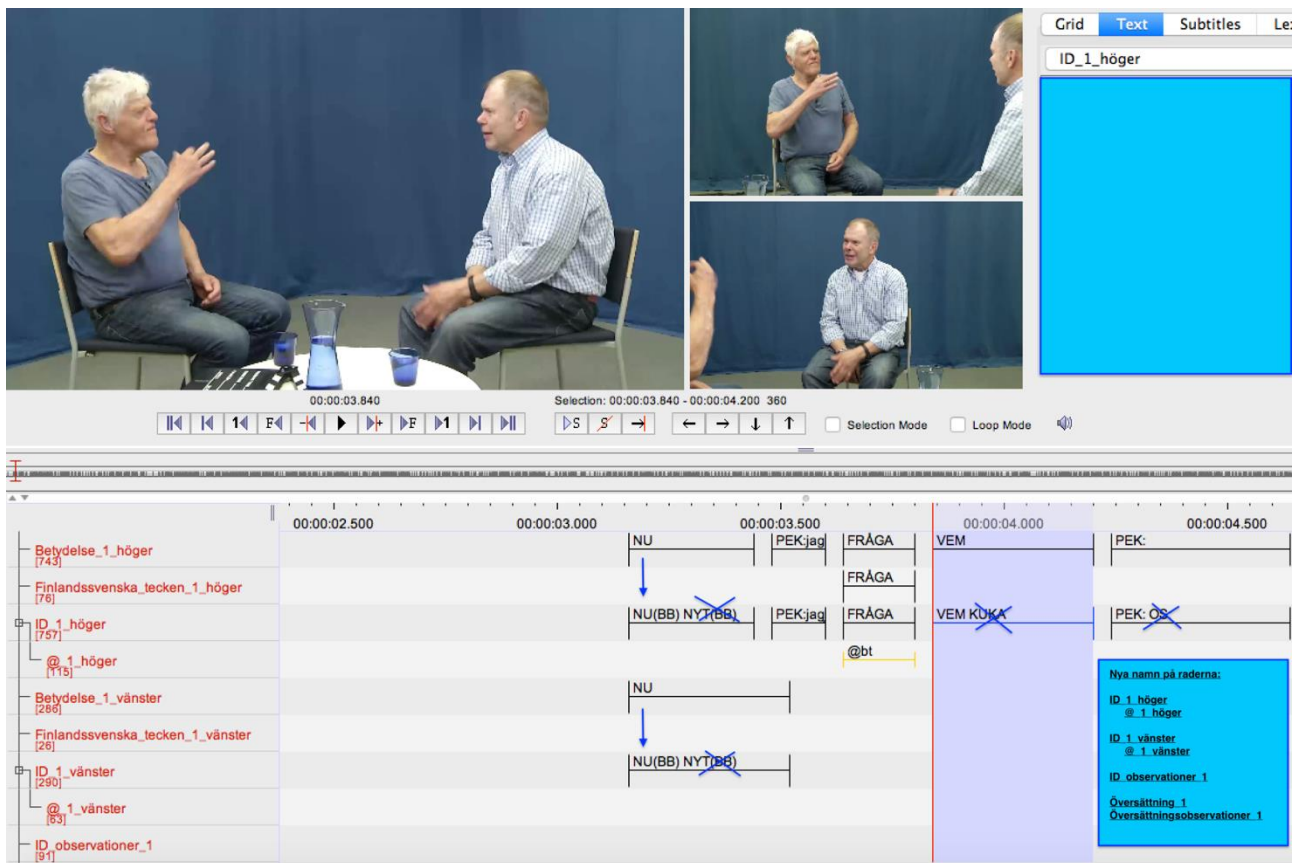 Grid Text Subtitles Le
ID_1_höger
00:00:03.840
Selection: 00:00:03.840 - 00:00:04.200 360
1 F F 1 S S
Selection Mode
Loop Mode
00:00:02.500 00:00:03.000 00:00:03.500 00:00:04.000 00:00:04.500
Betydelse_1_höger
[743]
NU PEK:jag FRÅGA VEM PEK:
Finlandssvenska_tecken_1_höger
[76]
FRÅGA
ID_1_höger
[757]
NU(BB) NYT(BB) PEK:jag FRÅGA VEM KUKA PEK: OS
@_1_höger
[115]
@bt
Betydelse_1_vänster
[286]
NU
Finlandssvenska_tecken_1_vänster
[26]
ID_1_vänster
[290]
NU(BB) NYT(BB)
@_1_vänster
[63]
ID_observationer_1
[91]
Nya namn på raderna:
ID_1_höger
@_1_höger
ID_1_vänster
@_1_vänster
ID_observationer_1
Översättning_1
Översättningsobservationer_1